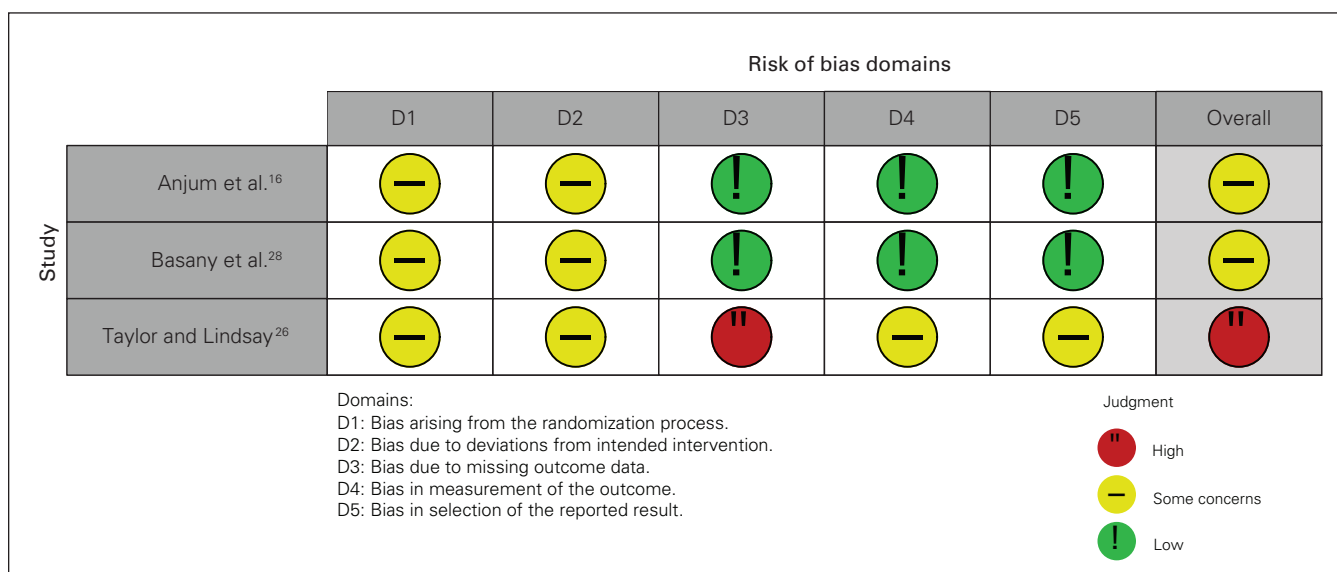 Risk of bias domains
D1 D2 D3 D4 D5 Overall
Study
Anjum et al.16 – – ! ! ! –
Basany et al.28 – – ! ! ! –
Taylor and Lindsay26 – – " – – "
Domains:
D1: Bias arising from the randomization process.
D2: Bias due to deviations from intended intervention.
D3: Bias due to missing outcome data.
D4: Bias in measurement of the outcome.
D5: Bias in selection of the reported result.
Judgment
" High
– Some concerns
! Low